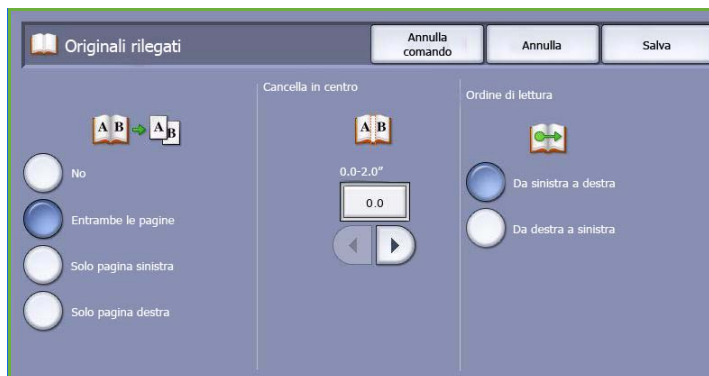 Originali rilegati
Annulla
comando
Annulla
Salva
A B
A
B
No
Entrambe le pagine
Solo pagina sinistra
Solo pagina destra
Cancella in centro
A B
0.0-2.0"
0.0
Ordine di lettura
Da sinistra a destra
Da destra a sinistra